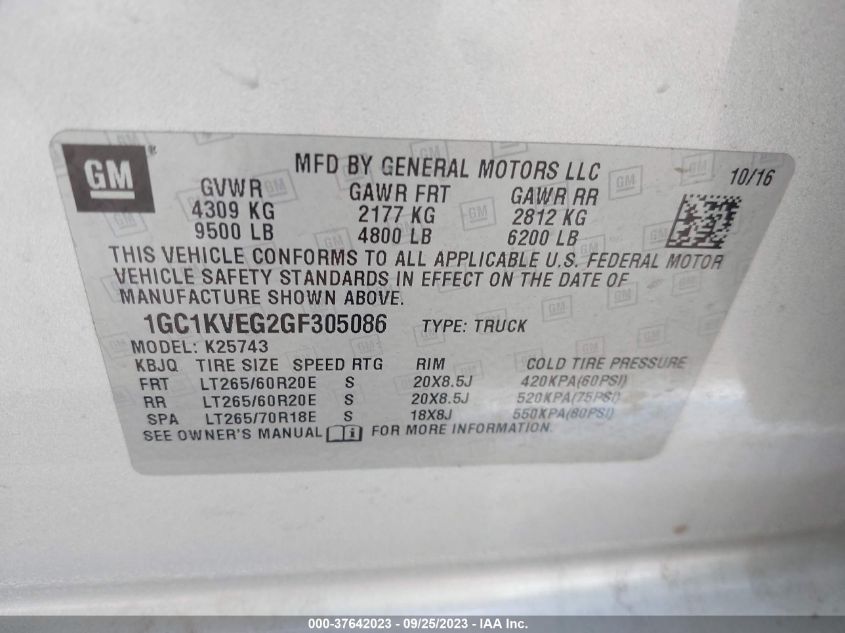 GM
MFD BY GENERAL MOTORS LLC
10/16
GVWR GAWR FRT GAWR RR
4309 KG 2177 KG 2812 KG
9500 LB 4800 LB 6200 LB
THIS VEHICLE CONFORMS TO ALL APPLICABLE U.S. FEDERAL MOTOR
VEHICLE SAFETY STANDARDS IN EFFECT ON THE DATE OF
MANUFACTURE SHOWN ABOVE.
1GC1KVEG2GF305086 TYPE: TRUCK
MODEL: K25743
KBJQ TIRE SIZE SPEED RTG RIM COLD TIRE PRESSURE
FRT LT265/60R20E S 20X8.5J 420KPA(60PSI)
RR LT265/60R20E S 20X8.5J 520KPA(75PSI)
SPA LT265/70R18E S 18X8J 550KPA(80PSI)
SEE OWNER'S MANUAL FOR MORE INFORMATION.
000-37642023 - 09/25/2023 - IAA Inc.